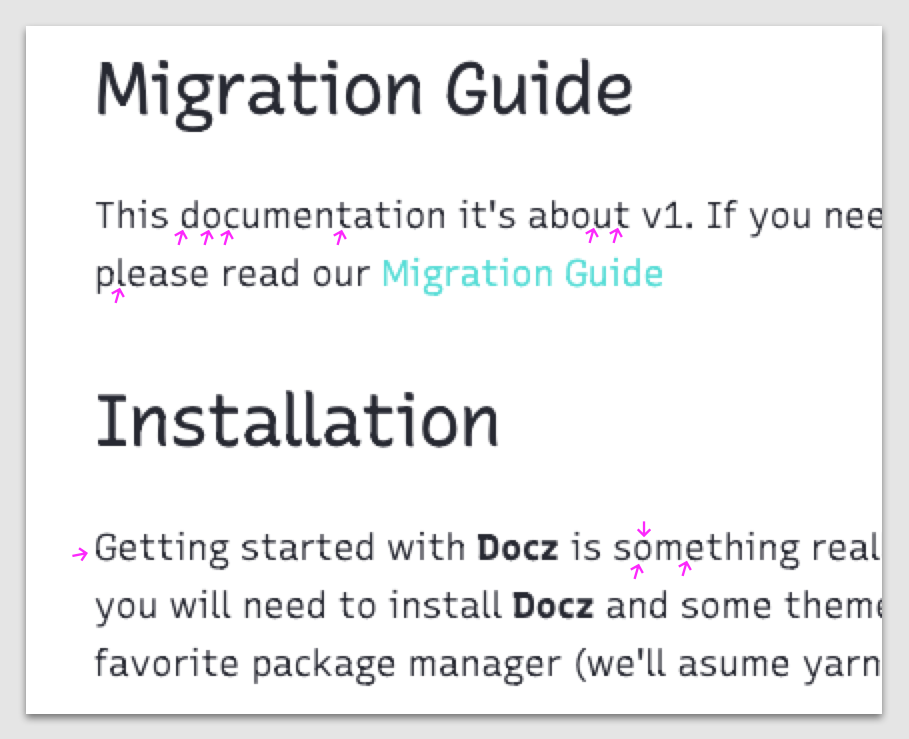 Migration Guide
This documentation it's about v1. If you nee
please read our Migration Guide
Installation
Getting started with Docz is something real
you will need to install Docz and some theme
favorite package manager (we'll asume yarn